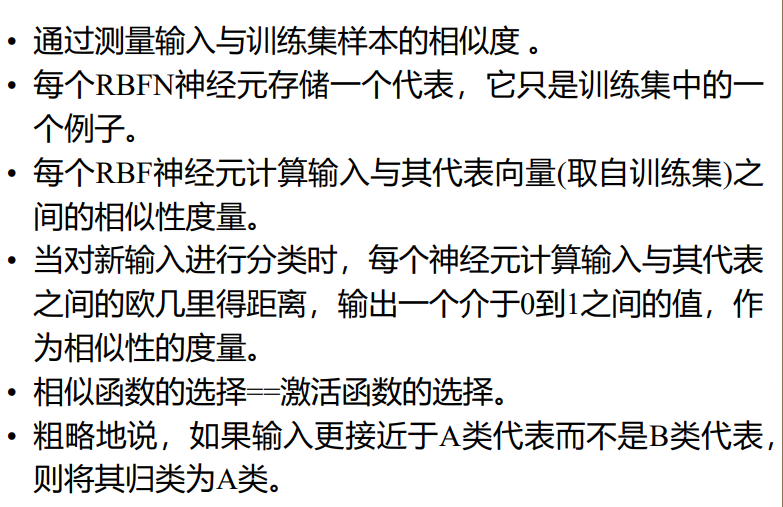 • 通过测量输入与训练集样本的相似度 。
• 每个RBFN神经元存储一个代表，它只是训练集中的一
个例子。
• 每个RBF神经元计算输入与其代表向量(取自训练集)之
间的相似性度量。
• 当对新输入进行分类时，每个神经元计算输入与其代表
之间的欧几里得距离，输出一个介于0到1之间的值，作
为相似性的度量。
• 相似函数的选择==激活函数的选择。
• 粗略地说，如果输入更接近于A类代表而不是B类代表，
则将其归类为A类。